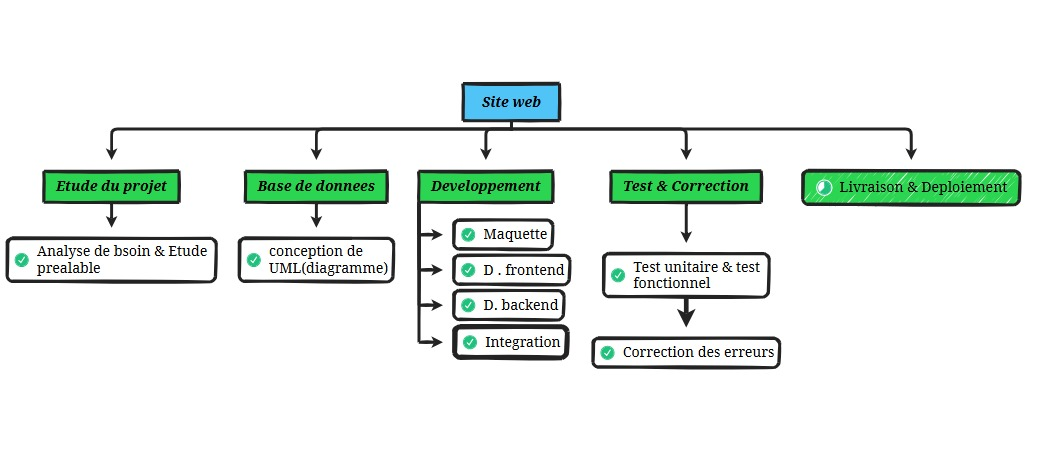 Site web
Etude du projet
Base de donnees
Developpement
Test & Correction
Livraison & Deploiement
Analyse de bsoin & Etude
prealable
conception de
UML(diagramme)
Maquette
D . frontend
D. backend
Integration
Test unitaire & test
fonctionnel
Correction des erreurs